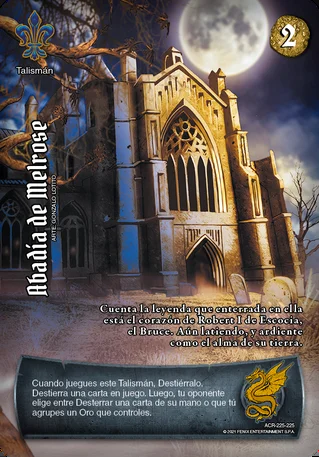 2
Talismán
Abadía de Melrose
ARTE: GONZALO LOTTO
Cuenta la leyenda que enterrada en ella
está el corazón de Robert I de Escocia,
el Bruce. Aún latiendo, y ardiente
como el alma de su tierra.
Cuando juegues este Talismán, Destiérralo.
Destierra una carta en juego. Luego, tu oponente
elige entre Desterrar una carta de su mano o que tú
agrupes un Oro que controles.
ACR-225-225
© 2021 FENIX ENTERTAINMENT S.P.A.